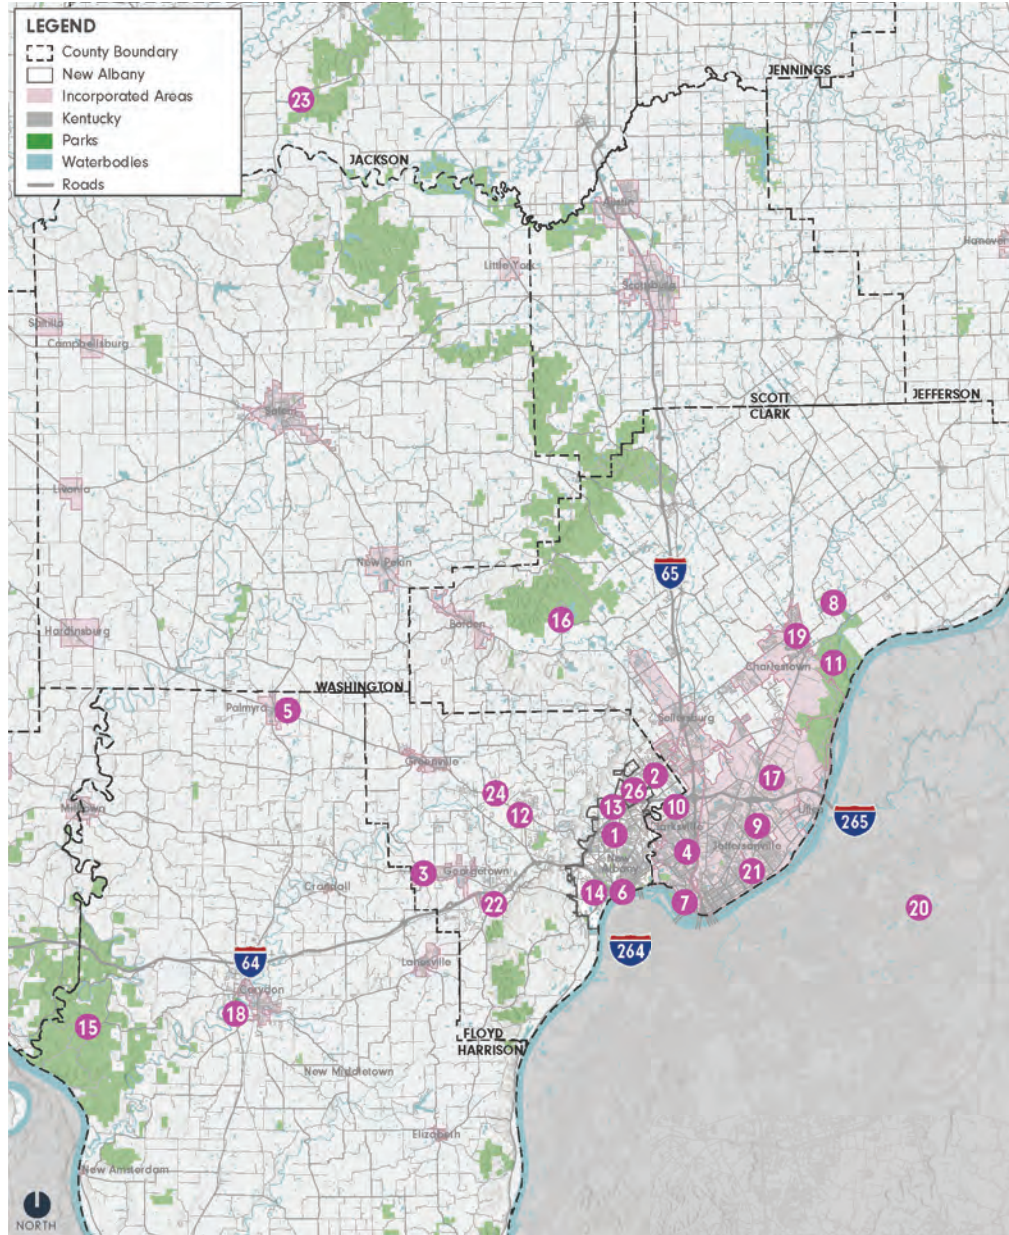 LEGEND
County Boundary
New Albany
Incorporated Areas
Kentucky
Parks
Waterbodies
Roads
JENNINGS
23
JACKSON
Austin
Hanover
Little York
Scottsburg
Saltillo
Campbellsburg
SCOTT
JEFFERSON
CLARK
Salem
Livonia
New Pekin
65
8
16
Borden
Hardinsburg
19
11
Charlestown
WASHINGTON
Palmyra
5
Sellersburg
Greenville
2
17
24
26
12
13
10
Milltown
265
1
9
Clarksville
Jeffersonville
4
New
Albany
3
Georgetown
21
Crandall
14
6
22
7
20
264
64
Lanesville
Corydon
18
15
FLOYD
HARRISON
New Middletown
Elizabeth
New Amsterdam
NORTH